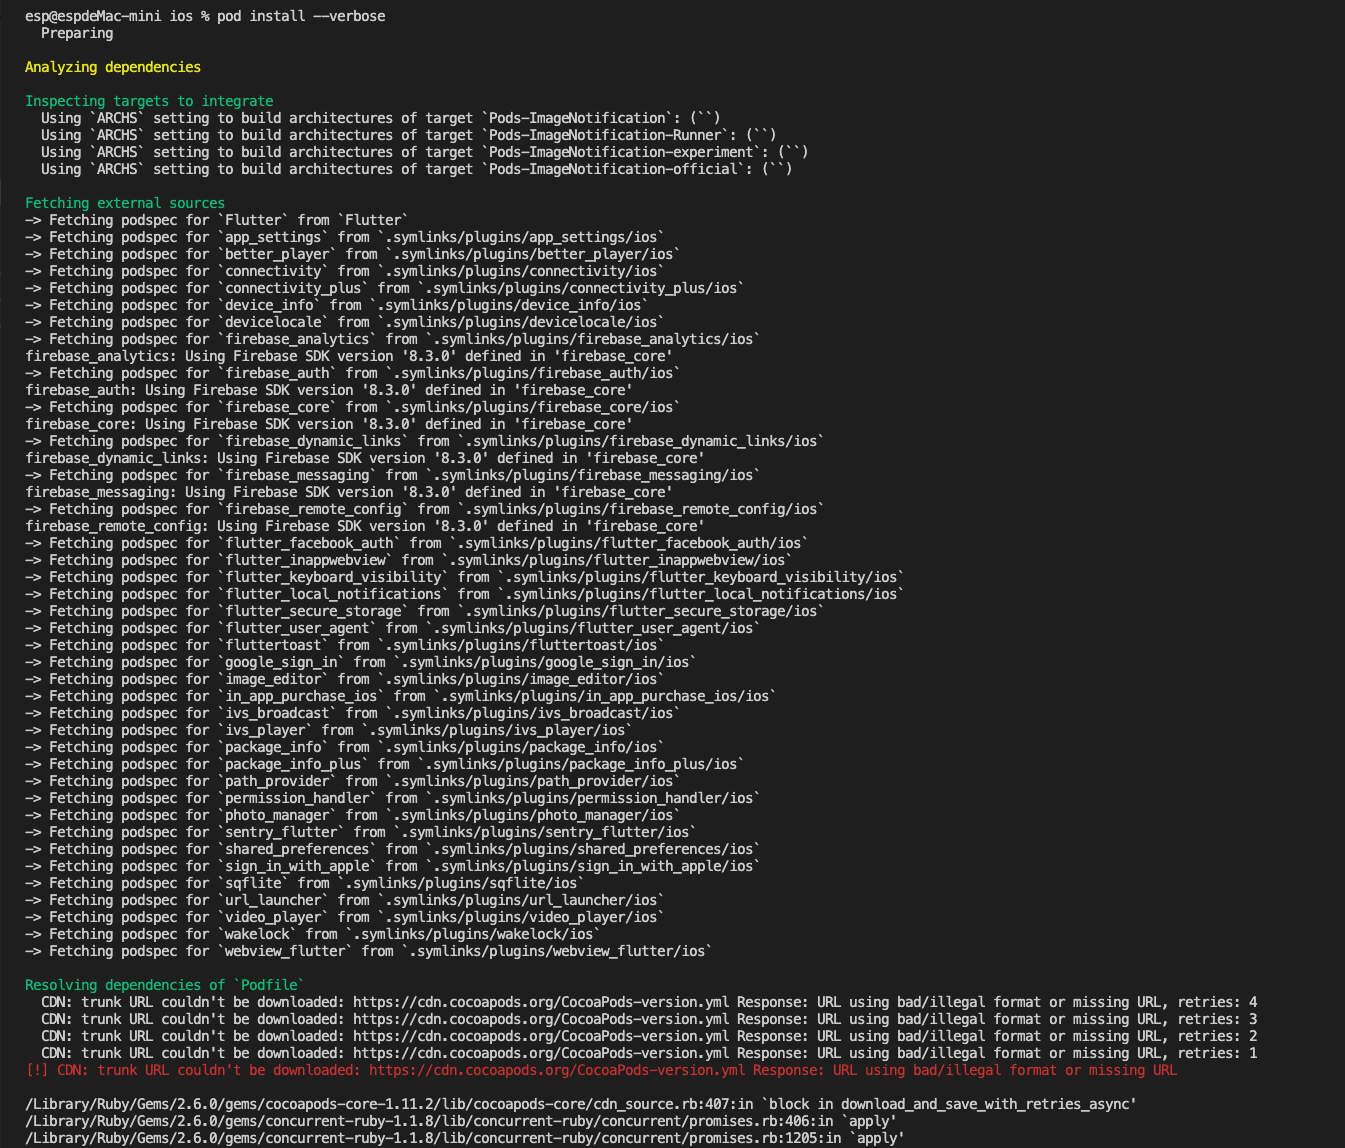 esp@espdeMac-mini ios % pod install --verbose
Preparing
Analyzing dependencies
Inspecting targets to integrate
Using `ARCHS` setting to build architectures of target `Pods-ImageNotification`: (``)
Using `ARCHS` setting to build architectures of target `Pods-ImageNotification-Runner`: (``)
Using `ARCHS` setting to build architectures of target `Pods-ImageNotification-experiment`: (``)
Using `ARCHS` setting to build architectures of target `Pods-ImageNotification-official`: (``)
Fetching external sources
-> Fetching podspec for `Flutter` from `Flutter`
-> Fetching podspec for `app_settings` from `.symlinks/plugins/app_settings/ios`
-> Fetching podspec for `better_player` from `.symlinks/plugins/better_player/ios`
-> Fetching podspec for `connectivity` from `.symlinks/plugins/connectivity/ios`
-> Fetching podspec for `connectivity_plus` from `.symlinks/plugins/connectivity_plus/ios`
-> Fetching podspec for `device_info` from `.symlinks/plugins/device_info/ios`
-> Fetching podspec for `devicelocale` from `.symlinks/plugins/devicelocale/ios`
-> Fetching podspec for `firebase_analytics` from `.symlinks/plugins/firebase_analytics/ios`
firebase_analytics: Using Firebase SDK version '8.3.0' defined in 'firebase_core'
-> Fetching podspec for `firebase_auth` from `.symlinks/plugins/firebase_auth/ios`
firebase_auth: Using Firebase SDK version '8.3.0' defined in 'firebase_core'
-> Fetching podspec for `firebase_core` from `.symlinks/plugins/firebase_core/ios`
firebase_core: Using Firebase SDK version '8.3.0' defined in 'firebase_core'
-> Fetching podspec for `firebase_dynamic_links` from `.symlinks/plugins/firebase_dynamic_links/ios`
firebase_dynamic_links: Using Firebase SDK version '8.3.0' defined in 'firebase_core'
-> Fetching podspec for `firebase_messaging` from `.symlinks/plugins/firebase_messaging/ios`
firebase_messaging: Using Firebase SDK version '8.3.0' defined in 'firebase_core'
-> Fetching podspec for `firebase_remote_config` from `.symlinks/plugins/firebase_remote_config/ios`
firebase_remote_config: Using Firebase SDK version '8.3.0' defined in 'firebase_core'
-> Fetching podspec for `flutter_facebook_auth` from `.symlinks/plugins/flutter_facebook_auth/ios`
-> Fetching podspec for `flutter_inappwebview` from `.symlinks/plugins/flutter_inappwebview/ios`
-> Fetching podspec for `flutter_keyboard_visibility` from `.symlinks/plugins/flutter_keyboard_visibility/ios`
-> Fetching podspec for `flutter_local_notifications` from `.symlinks/plugins/flutter_local_notifications/ios`
-> Fetching podspec for `flutter_secure_storage` from `.symlinks/plugins/flutter_secure_storage/ios`
-> Fetching podspec for `flutter_user_agent` from `.symlinks/plugins/flutter_user_agent/ios`
-> Fetching podspec for `fluttertoast` from `.symlinks/plugins/fluttertoast/ios`
-> Fetching podspec for `google_sign_in` from `.symlinks/plugins/google_sign_in/ios`
-> Fetching podspec for `image_editor` from `.symlinks/plugins/image_editor/ios`
-> Fetching podspec for `in_app_purchase_ios` from `.symlinks/plugins/in_app_purchase_ios/ios`
-> Fetching podspec for `ivs_broadcast` from `.symlinks/plugins/ivs_broadcast/ios`
-> Fetching podspec for `ivs_player` from `.symlinks/plugins/ivs_player/ios`
-> Fetching podspec for `package_info` from `.symlinks/plugins/package_info/ios`
-> Fetching podspec for `package_info_plus` from `.symlinks/plugins/package_info_plus/ios`
-> Fetching podspec for `path_provider` from `.symlinks/plugins/path_provider/ios`
-> Fetching podspec for `permission_handler` from `.symlinks/plugins/permission_handler/ios`
-> Fetching podspec for `photo_manager` from `.symlinks/plugins/photo_manager/ios`
-> Fetching podspec for `sentry_flutter` from `.symlinks/plugins/sentry_flutter/ios`
-> Fetching podspec for `shared_preferences` from `.symlinks/plugins/shared_preferences/ios`
-> Fetching podspec for `sign_in_with_apple` from `.symlinks/plugins/sign_in_with_apple/ios`
-> Fetching podspec for `sqflite` from `.symlinks/plugins/sqflite/ios`
-> Fetching podspec for `url_launcher` from `.symlinks/plugins/url_launcher/ios`
-> Fetching podspec for `video_player` from `.symlinks/plugins/video_player/ios`
-> Fetching podspec for `wakelock` from `.symlinks/plugins/wakelock/ios`
-> Fetching podspec for `webview_flutter` from `.symlinks/plugins/webview_flutter/ios`
Resolving dependencies of `Podfile`
CDN: trunk URL couldn't be downloaded: https://cdn.cocoapods.org/CocoaPods-version.yml Response: URL using bad/illegal format or missing URL, retries: 4
CDN: trunk URL couldn't be downloaded: https://cdn.cocoapods.org/CocoaPods-version.yml Response: URL using bad/illegal format or missing URL, retries: 3
CDN: trunk URL couldn't be downloaded: https://cdn.cocoapods.org/CocoaPods-version.yml Response: URL using bad/illegal format or missing URL, retries: 2
CDN: trunk URL couldn't be downloaded: https://cdn.cocoapods.org/CocoaPods-version.yml Response: URL using bad/illegal format or missing URL, retries: 1
[!] CDN: trunk URL couldn't be downloaded: https://cdn.cocoapods.org/CocoaPods-version.yml Response: URL using bad/illegal format or missing URL
/Library/Ruby/Gems/2.6.0/gems/cocoapods-core-1.11.2/lib/cocoapods-core/cdn_source.rb:407:in `block in download_and_save_with_retries_async'
/Library/Ruby/Gems/2.6.0/gems/concurrent-ruby-1.1.8/lib/concurrent-ruby/concurrent/promises.rb:406:in `apply'
/Library/Ruby/Gems/2.6.0/gems/concurrent-ruby-1.1.8/lib/concurrent-ruby/concurrent/promises.rb:1205:in `apply'